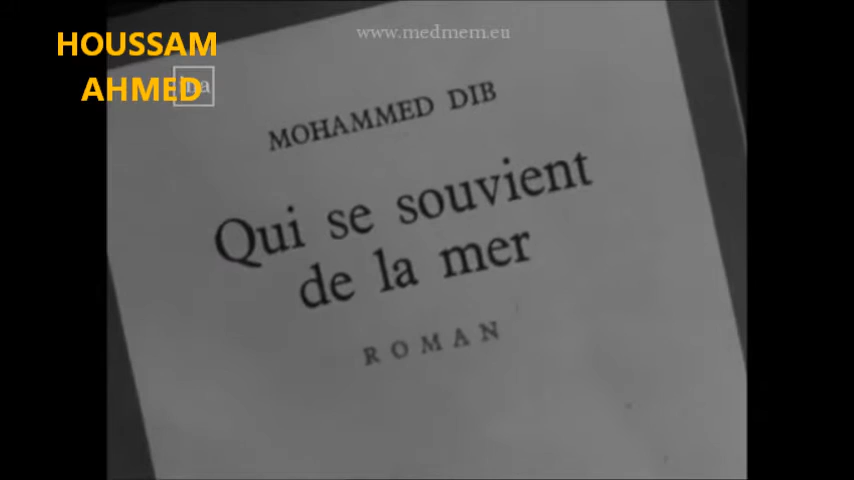 www.medmem.eu
HOUSSAM
AHMED
MOHAMMED DIB
Qui se souvient
de la mer
ROMAN